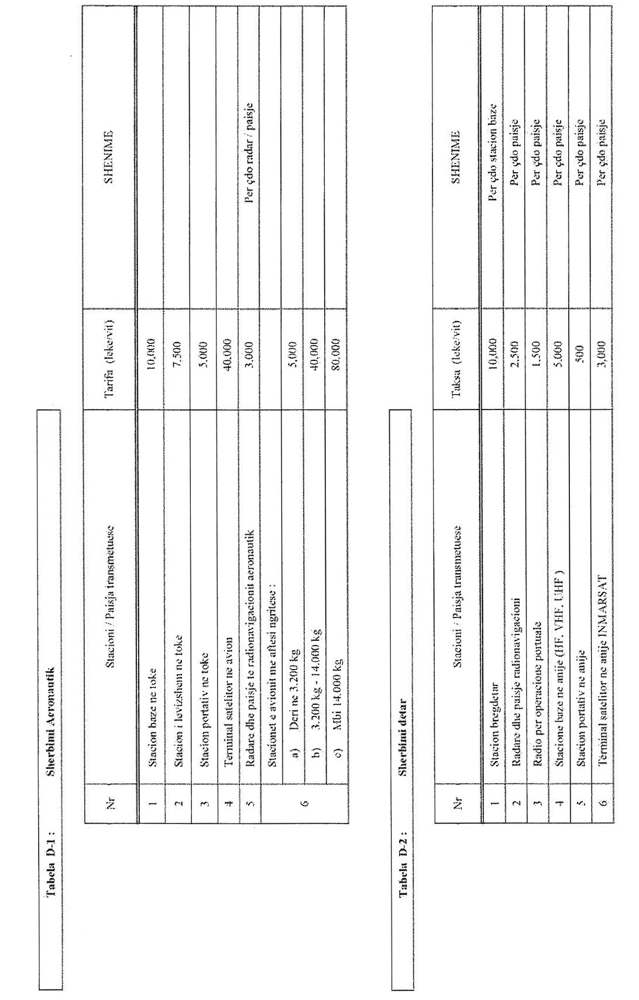 Tabela D-1 : Sherbimi Aeronautik
Nr Stacioni / Paisja transmetuese Tarifa (leke/vit) SHENIME
1 Stacion baze ne toke 10,000
2 Stacion i levizshem ne toke 7,500
3 Stacion portativ ne toke 5.000
4 Terminal satelitor ne avion 40.000
5 Radare dhe paisje te radionavigacionit aeronautik 3.000 Per çdo radar / paisje
6 Stacionet e avionit me aftesi ngritese :
a) Deri ne 3.200 kg 5,000
b) 3.200 kg - 14.000 kg 40,000
c) Mbi 14.000 kg 80.000
Tabela D-2 : Sherbimi detar
Nr Stacioni / Paisja transmetuese Taksa (leke/vit) SHENIME
1 Stacion bregdetar 10,000 Per çdo stacion baze
2 Radare dhe paisje radionavigacioni 2,500 Per çdo paisje
3 Radio per operacione portuale 1,500 Per çdo paisje
4 Stacione baze ne anije (HF, VHF, UHF ) 5.000 Per çdo paisje
5 Stacion portativ ne anije 500 Per çdo paisje
6 Terminal satelitor ne anije INMARSAT 3,000 Per çdo paisje